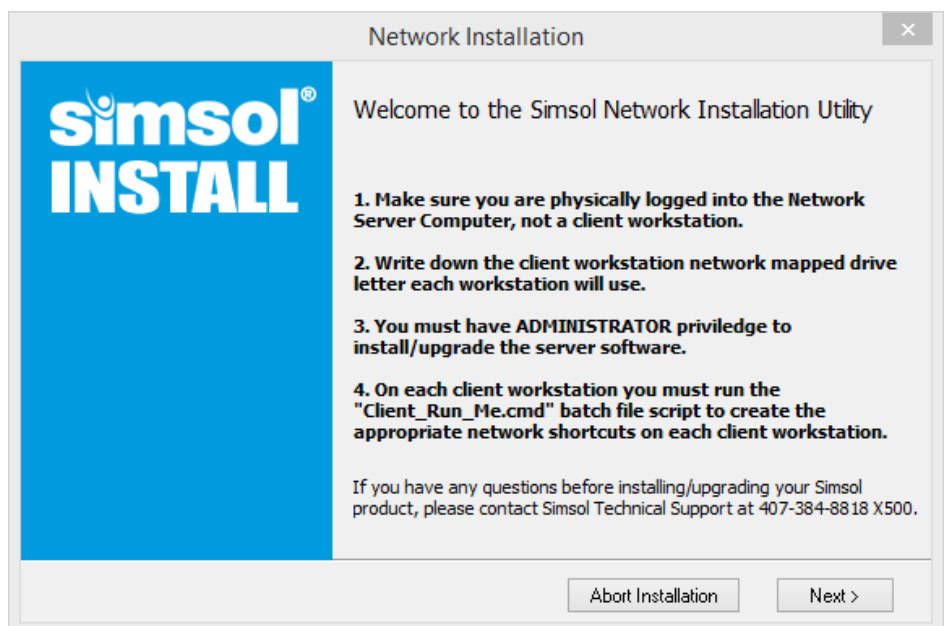 Network Installation
simsol®
INSTALL
Welcome to the Simsol Network Installation Utility
1. Make sure you are physically logged into the Network
Server Computer, not a client workstation.
2. Write down the client workstation network mapped drive
letter each workstation will use.
3. You must have ADMINISTRATOR priviledge to
install/upgrade the server software.
4. On each client workstation you must run the
"Client_Run_Me.cmd" batch file script to create the
appropriate network shortcuts on each client workstation.
If you have any questions before installing/upgrading your Simsol
product, please contact Simsol Technical Support at 407-384-8818 X500.
Abort Installation
Next >